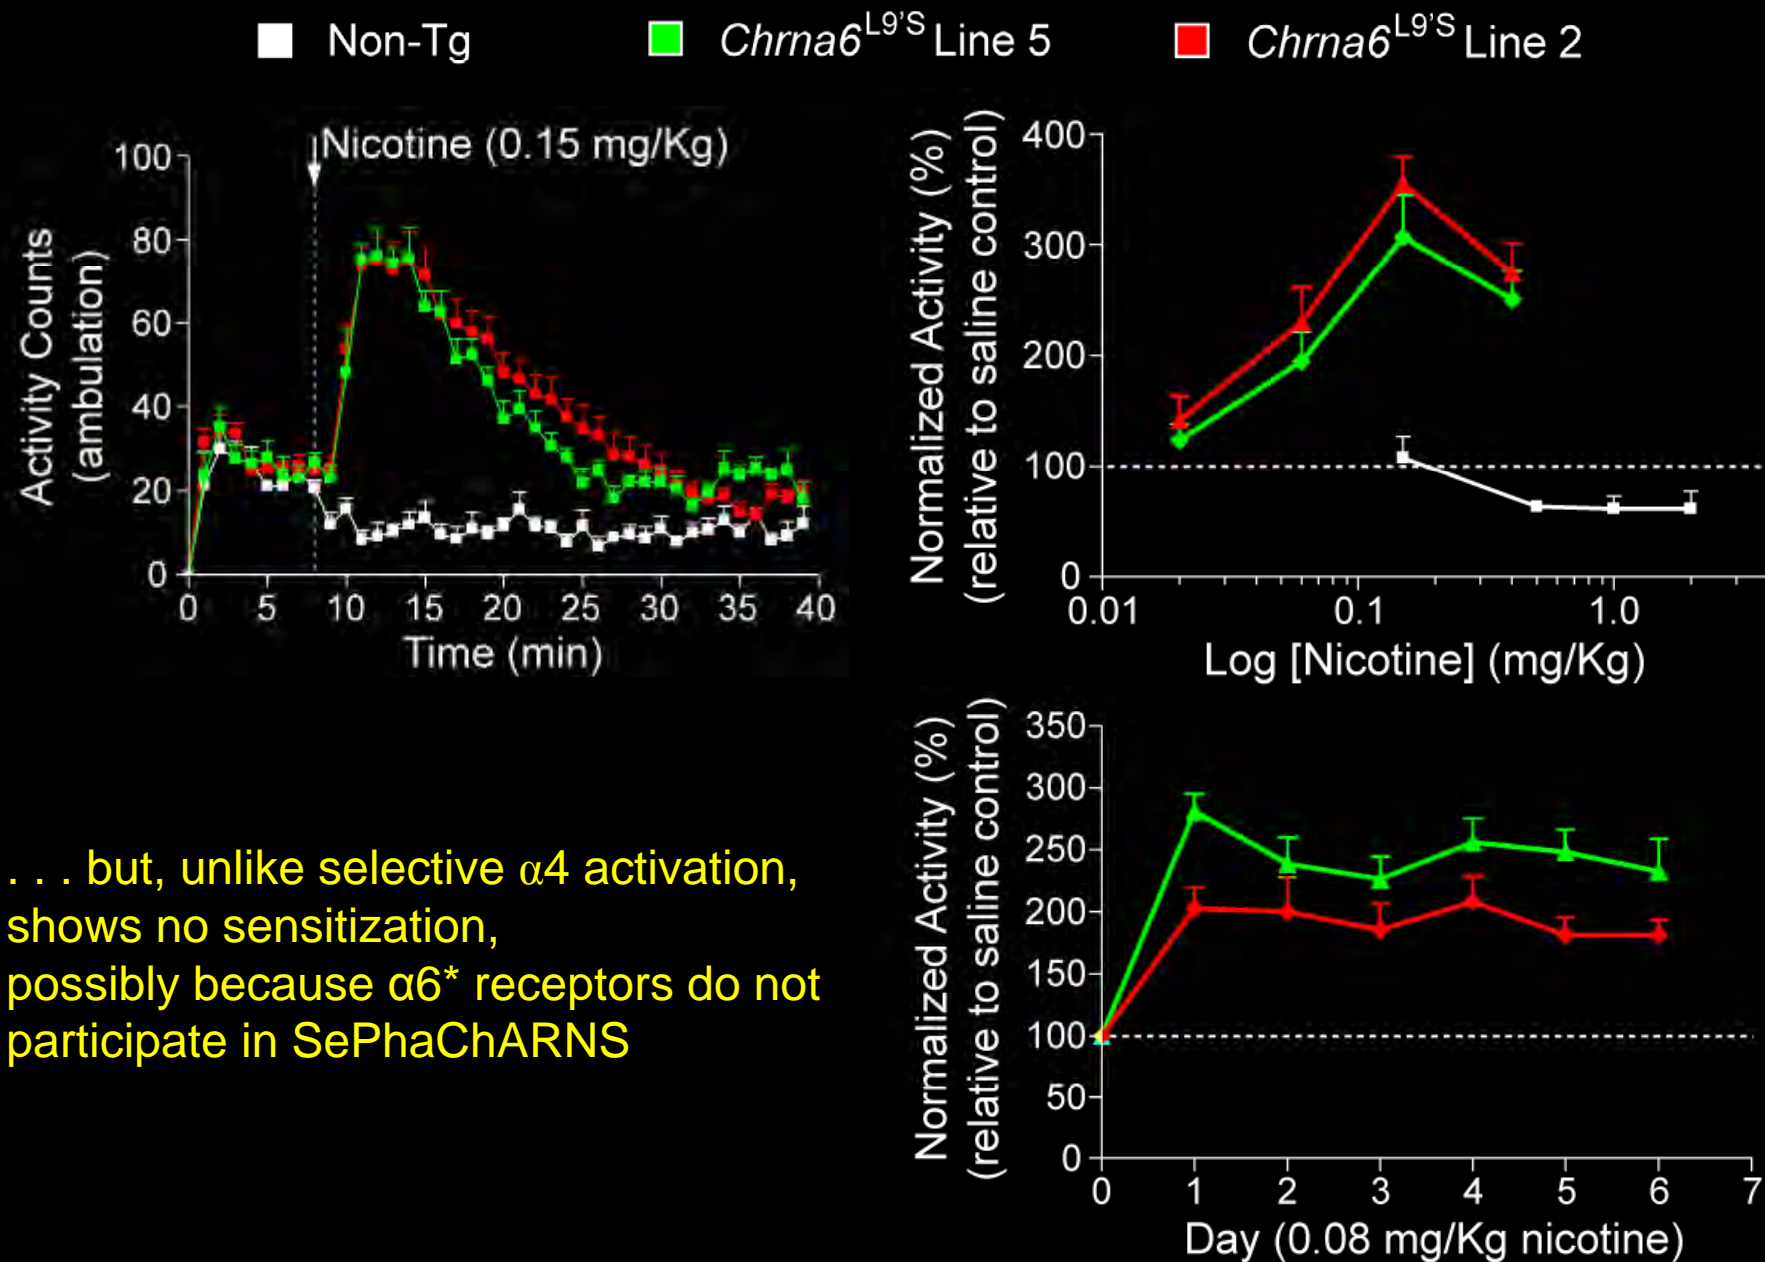 Non-Tg Chrna6L9'S Line 5 Chrna6L9'S Line 2
Nicotine (0.15 mg/Kg)
Activity Counts
(ambulation)
100
80
60
40
20
0
0 5 10 15 20 25 30 35 40
Time (min)
Normalized Activity (%)
(relative to saline control)
400
300
200
100
0
0.01 0.1 1.0
Log [Nicotine] (mg/Kg)
. . . but, unlike selective α4 activation,
shows no sensitization,
possibly because α6* receptors do not
participate in SePhaChARNS
Normalized Activity (%)
(relative to saline control)
350
300
250
200
150
100
50
0
0 1 2 3 4 5 6 7
Day (0.08 mg/Kg nicotine)